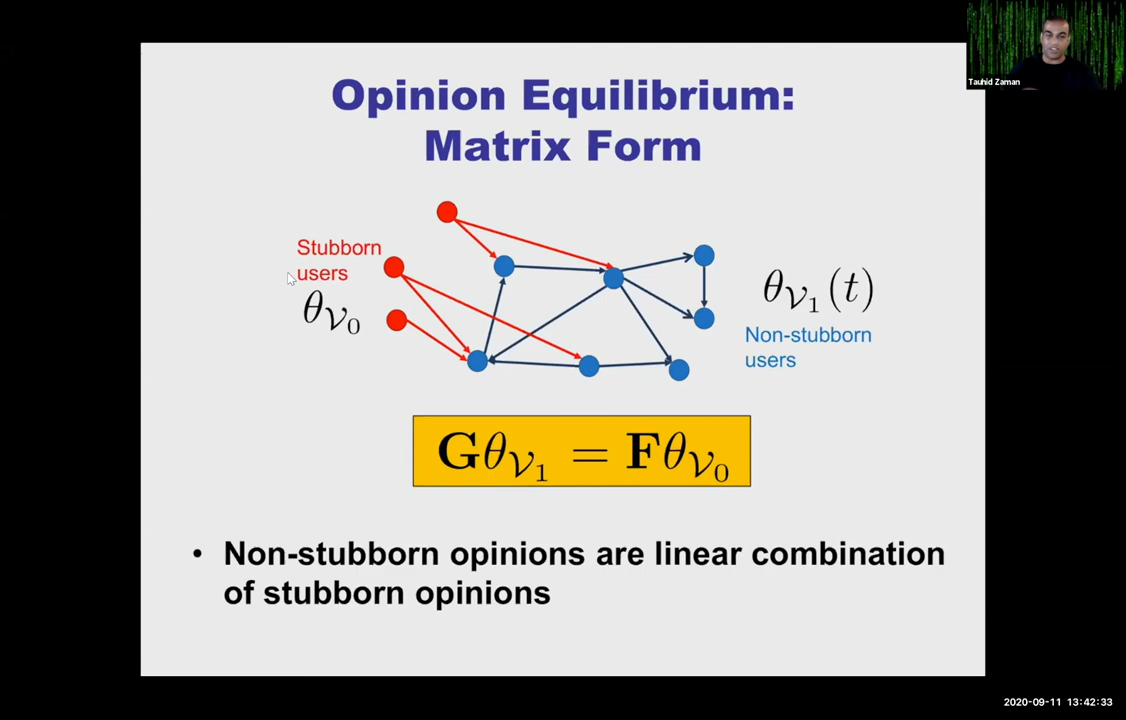 Tauhid Zaman
Opinion Equilibrium:
Matrix Form
Stubborn
users
θ𝒱₀
θ𝒱₁(t)
Non-stubborn
users
Gθ𝒱₁ = Fθ𝒱₀
• Non-stubborn opinions are linear combination
of stubborn opinions
2020-09-11 13:42:33